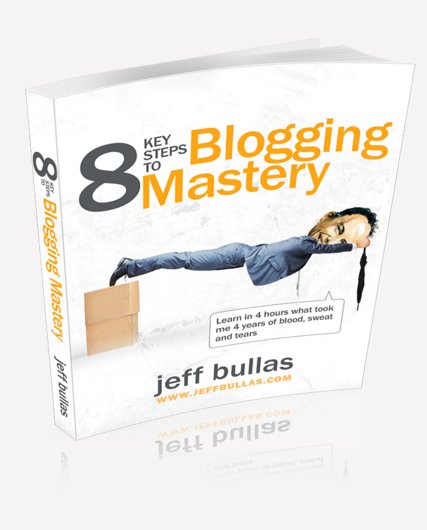 8 KEY
STEPS
TO
Blogging
Mastery
Learn in 4 hours what took
me 4 years of blood, sweat
and tears
jeff bullas
WWW.JEFFBULLAS.COM
8 KEY STEPS TO Blogging Mastery jeff bullas